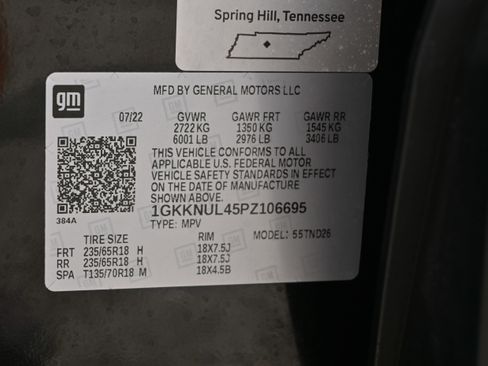 Spring Hill, Tennessee
gm
MFD BY GENERAL MOTORS LLC
07/22 GVWR GAWR FRT GAWR RR
2722 KG 1350 KG 1545 KG
6001 LB 2976 LB 3406 LB
THIS VEHICLE CONFORMS TO ALL
APPLICABLE U.S. FEDERAL MOTOR
VEHICLE SAFETY STANDARDS IN EFFECT
ON THE DATE OF MANUFACTURE
SHOWN ABOVE.
1GKKNUL45PZ106695
384A
TYPE: MPV
TIRE SIZE RIM MODEL: 55TND26
FRT 235/65R18 H 18X7.5J
RR 235/65R18 H 18X7.5J
SPA T135/70R18 M 18X4.5B